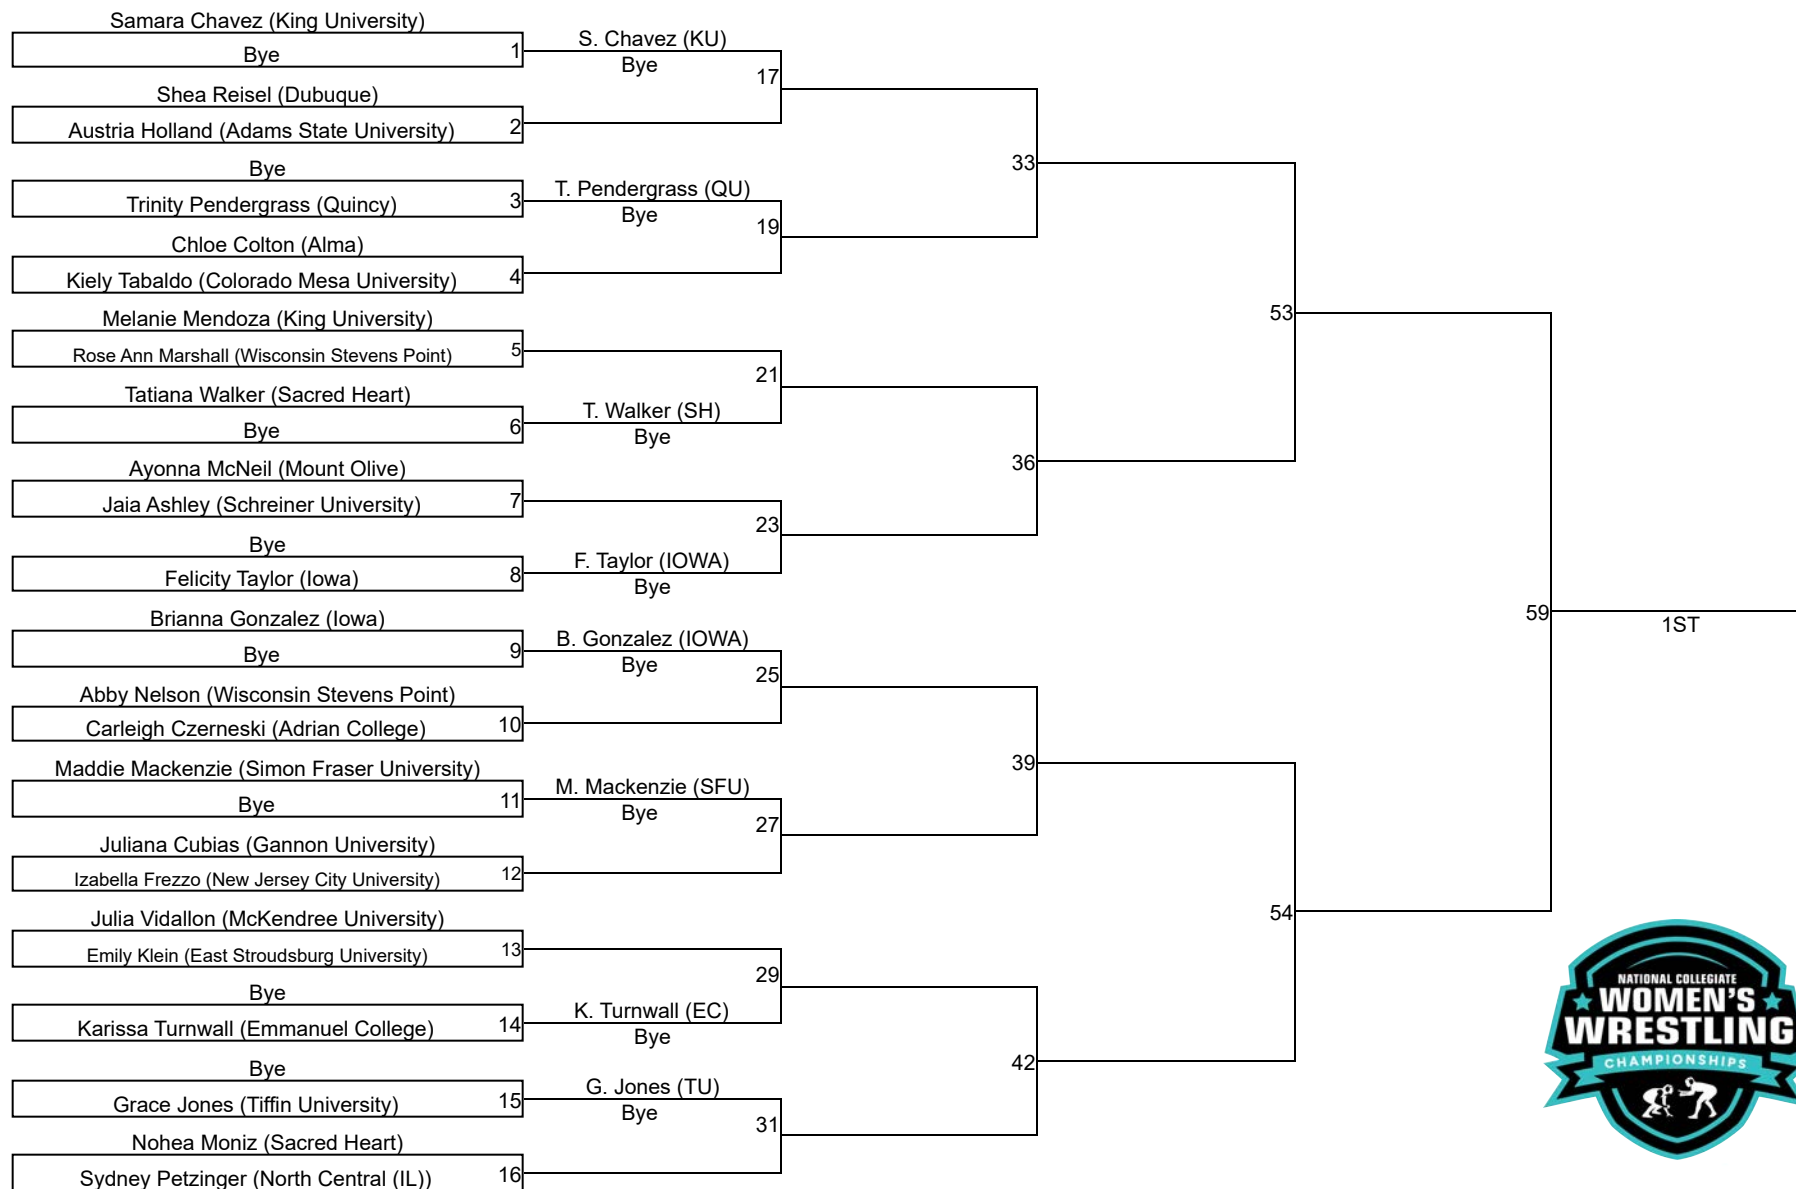 Samara Chavez (King University)
Bye 1
S. Chavez (KU)
Bye
17
Shea Reisel (Dubuque)
Austria Holland (Adams State University) 2
33
Bye
Trinity Pendergrass (Quincy) 3
T. Pendergrass (QU)
Bye
19
Chloe Colton (Alma)
Kiely Tabaldo (Colorado Mesa University) 4
53
Melanie Mendoza (King University)
Rose Ann Marshall (Wisconsin Stevens Point) 5
21
Tatiana Walker (Sacred Heart)
Bye 6
T. Walker (SH)
Bye
36
Ayonna McNeil (Mount Olive)
Jaia Ashley (Schreiner University) 7
23
Bye
Felicity Taylor (Iowa) 8
F. Taylor (IOWA)
Bye
59
1ST
Brianna Gonzalez (Iowa)
Bye 9
B. Gonzalez (IOWA)
Bye
25
Abby Nelson (Wisconsin Stevens Point)
Carleigh Czerneski (Adrian College) 10
39
Maddie Mackenzie (Simon Fraser University)
Bye 11
M. Mackenzie (SFU)
Bye
27
Juliana Cubias (Gannon University)
Izabella Frezzo (New Jersey City University) 12
54
Julia Vidallon (McKendree University)
Emily Klein (East Stroudsburg University) 13
29
Bye
Karissa Turnwall (Emmanuel College) 14
K. Turnwall (EC)
Bye
42
Bye
Grace Jones (Tiffin University) 15
G. Jones (TU)
Bye
31
Nohea Moniz (Sacred Heart)
Sydney Petzinger (North Central (IL)) 16
NATIONAL COLLEGIATE
WOMEN'S
WRESTLING
CHAMPIONSHIPS